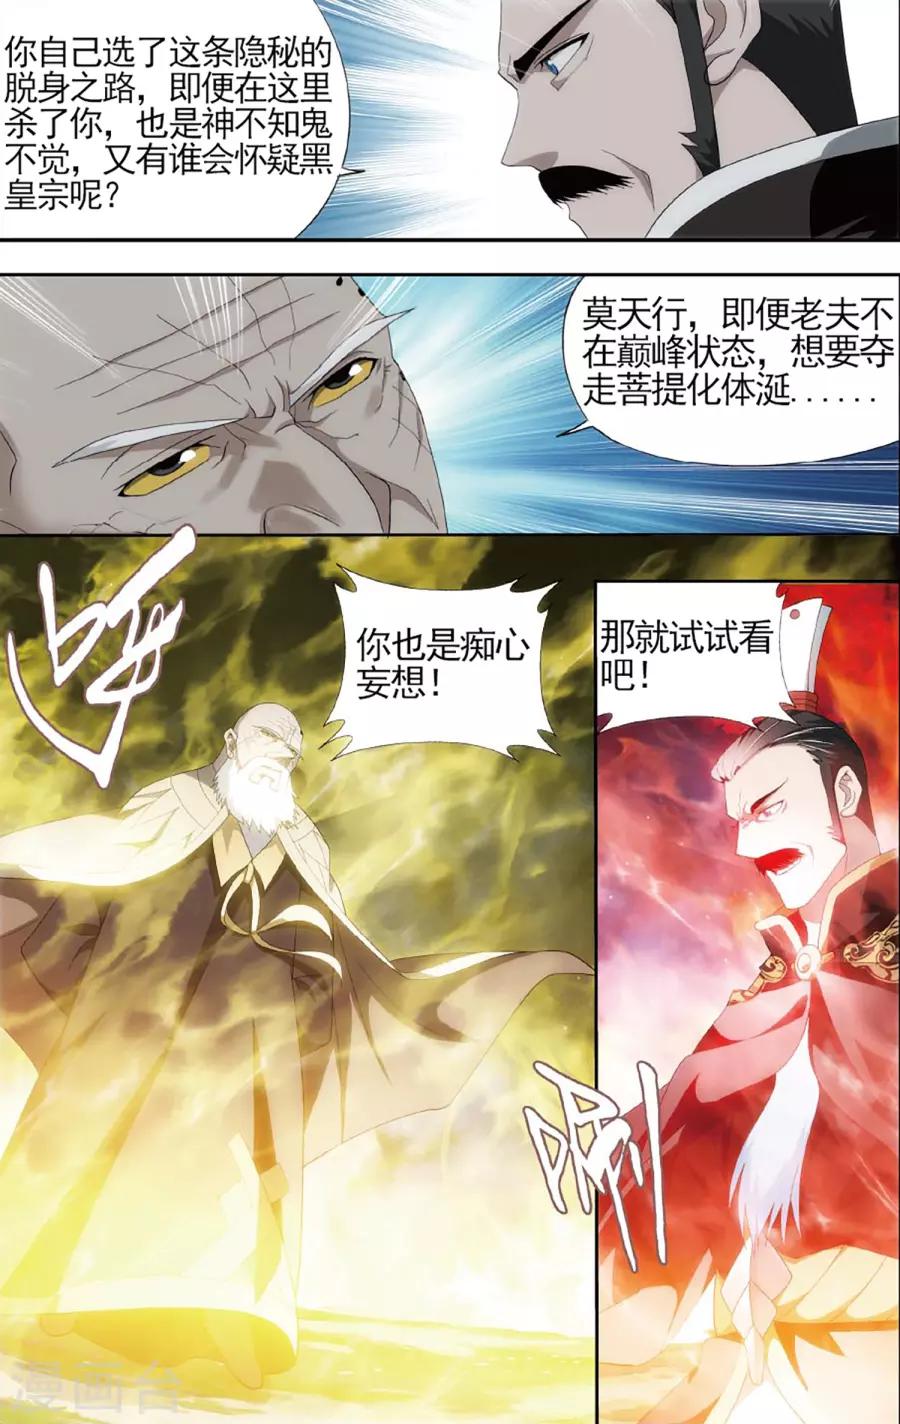 你自己选了这条隐秘的
脱身之路，即便在这里
杀了你，也是神不知鬼
不觉，又有谁会怀疑黑
皇宗呢？
莫天行，即便老夫不
在巅峰状态，想要夺
走菩提化体涎......
你也是痴心
妄想！
那就试试看
吧！
漫画台